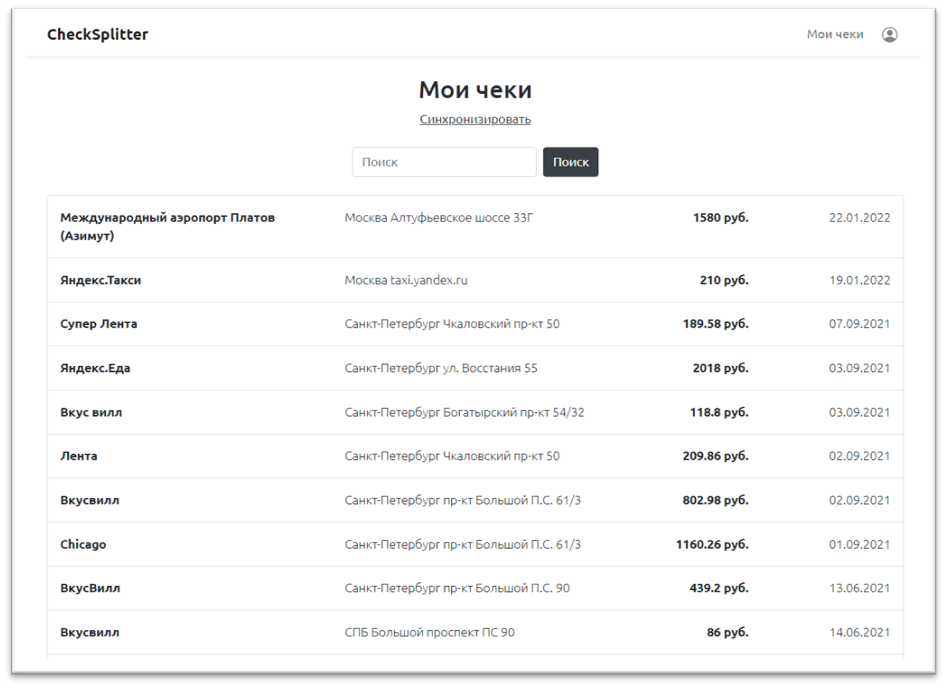 CheckSplitter
Мои чеки
Мои чеки
Синхронизировать
Поиск Поиск
Международный аэропорт Платов Москва Алтуфьевское шоссе 33Г 1580 руб. 22.01.2022
(Азимут)
Яндекс.Такси Москва taxi.yandex.ru 210 руб. 19.01.2022
Супер Лента Санкт-Петербург Чкаловский пр-кт 50 189.58 руб. 07.09.2021
Яндекс.Еда Санкт-Петербург ул. Восстания 55 2018 руб. 03.09.2021
Вкус вилл Санкт-Петербург Богатырский пр-кт 54/32 118.8 руб. 03.09.2021
Лента Санкт-Петербург Чкаловский пр-кт 50 209.86 руб. 02.09.2021
Вкусвилл Санкт-Петербург пр-кт Большой П.С. 61/3 802.98 руб. 02.09.2021
Chicago Санкт-Петербург пр-кт Большой П.С. 61/3 1160.26 руб. 01.09.2021
ВкусВилл Санкт-Петербург пр-кт Большой П.С. 90 439.2 руб. 13.06.2021
Вкусвилл СПБ Большой проспект ПС 90 86 руб. 14.06.2021